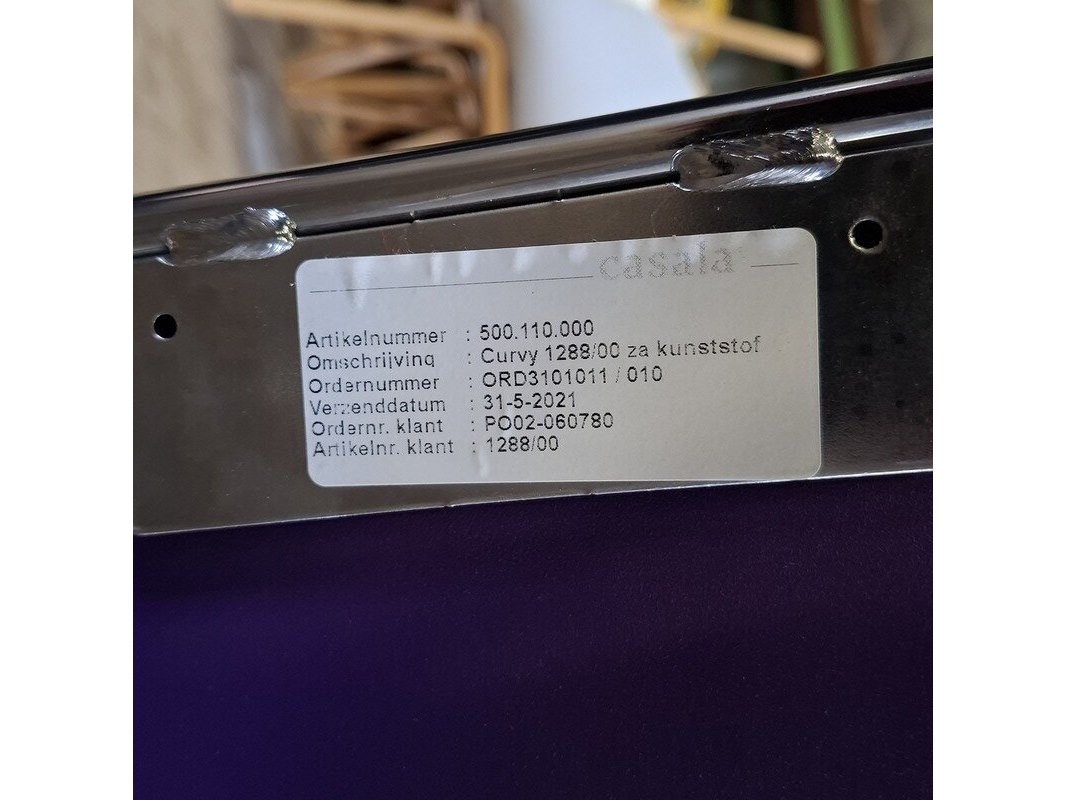 casala
Artikelnummer : 500.110.000
Omschrijving : Curvy 1288/00 za kunststof
Ordernummer : ORD3101011 / 010
Verzenddatum : 31-5-2021
Ordernr. klant : PO02-060780
Artikelnr. klant : 1288/00